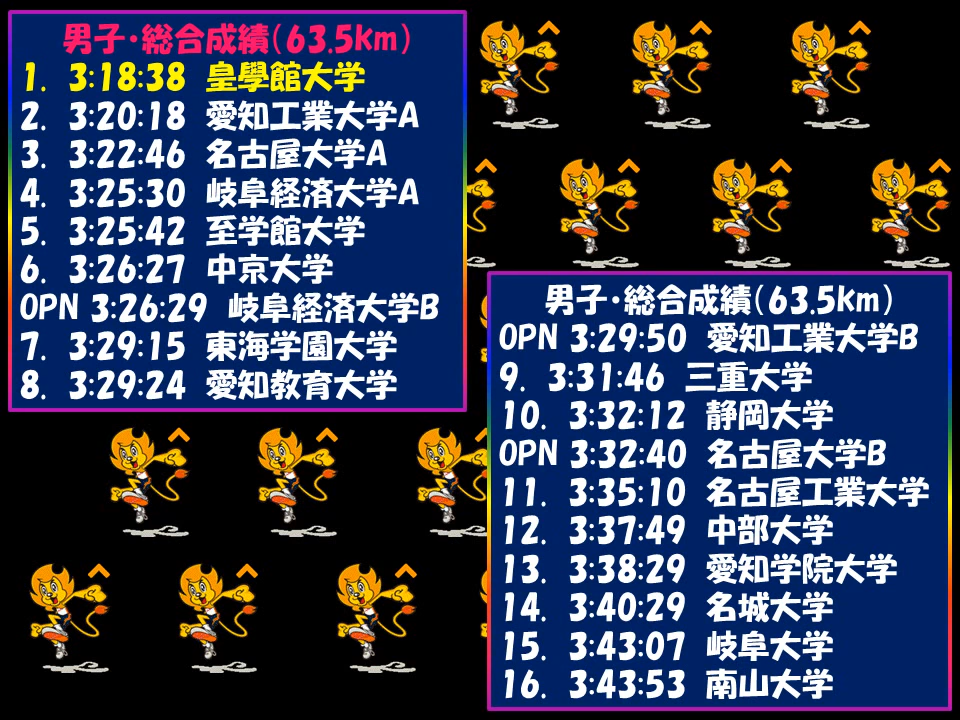 男子・総合成績(63.5Km)
1. 3:18:38 皇學館大学
2. 3:20:18 愛知工業大学A
3. 3:22:46 名古屋大学A
4. 3:25:30 岐阜経済大学A
5. 3:25:42 至学館大学
6. 3:26:27 中京大学
OPN 3:26:29 岐阜経済大学B
7. 3:29:15 東海学園大学
8. 3:29:24 愛知教育大学
男子・総合成績(63.5Km)
OPN 3:29:50 愛知工業大学B
9. 3:31:46 三重大学
10. 3:32:12 静岡大学
OPN 3:32:40 名古屋大学B
11. 3:35:10 名古屋工業大学
12. 3:37:49 中部大学
13. 3:38:29 愛知学院大学
14. 3:40:29 名城大学
15. 3:43:07 岐阜大学
16. 3:43:53 南山大学